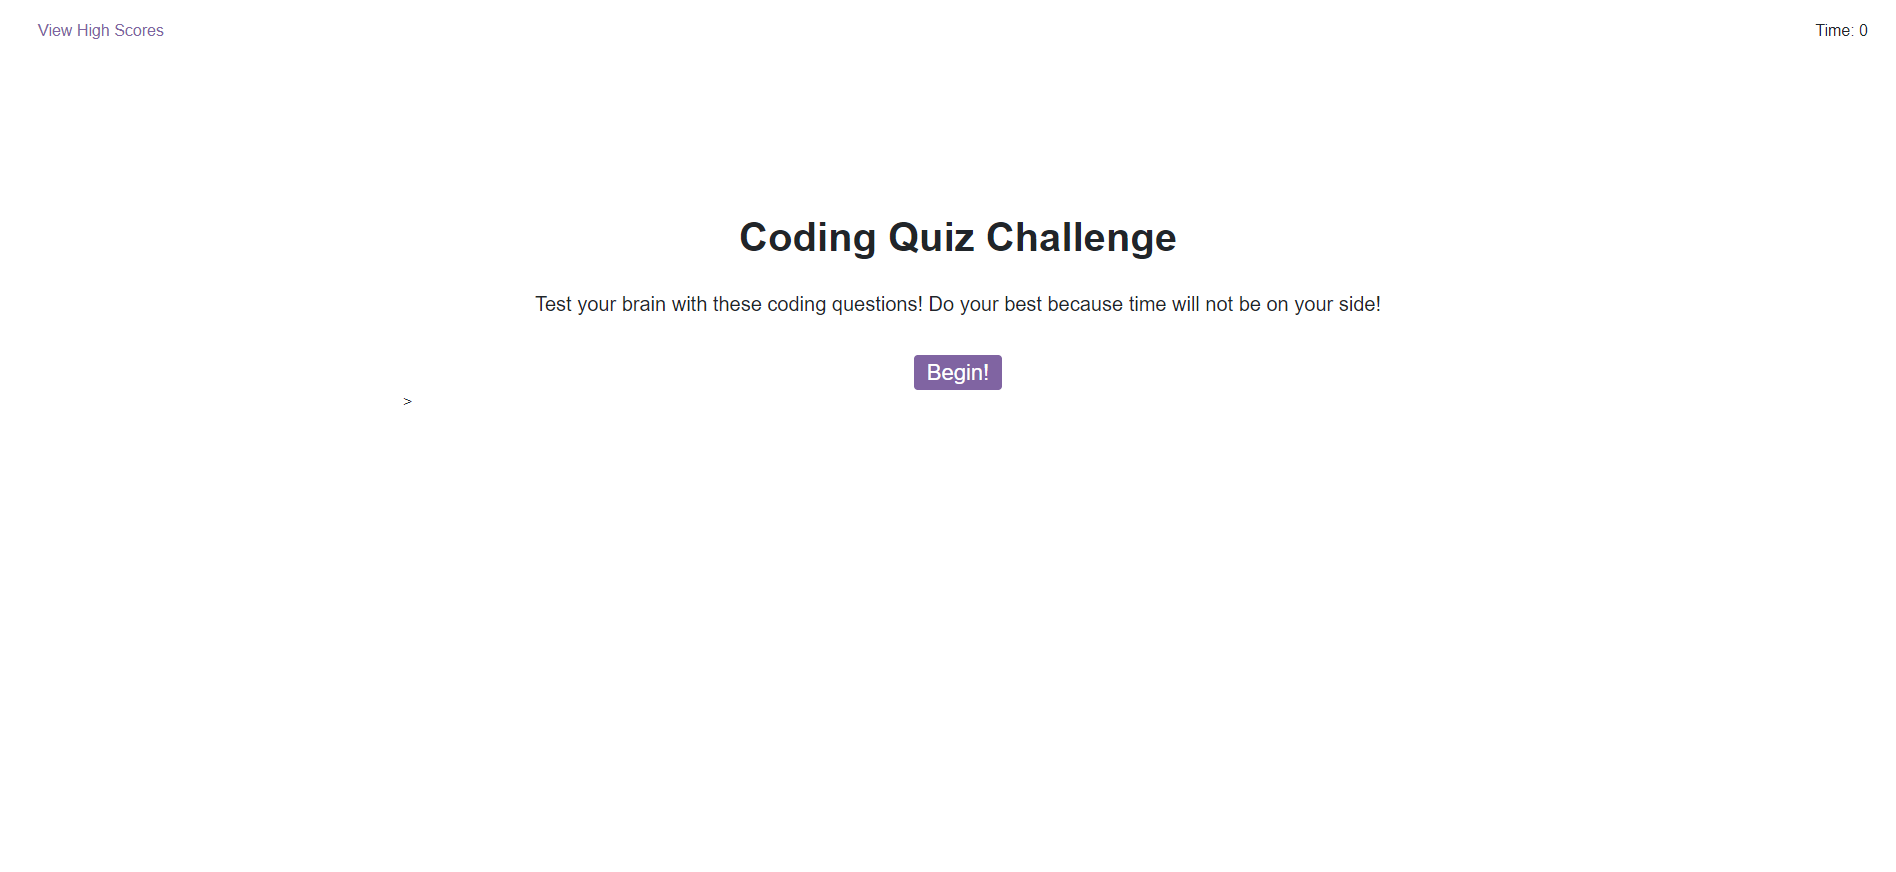 View High Scores
Time: 0
Coding Quiz Challenge
Test your brain with these coding questions! Do your best because time will not be on your side!
Begin!
>